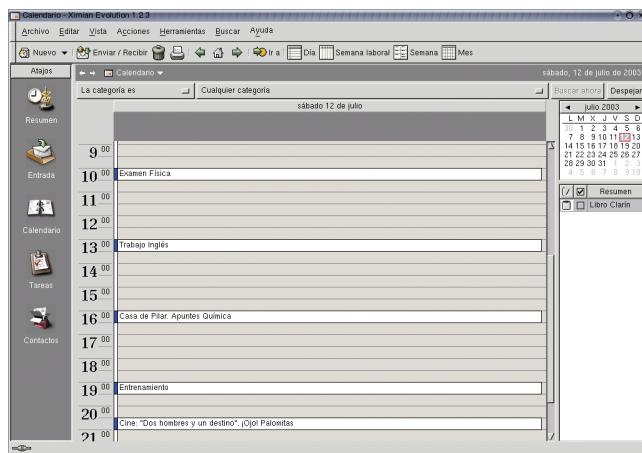 Calendario - Ximian Evolution 1.2.3
Archivo Editar Vista Acciones Herramientas Buscar Ayuda
Nuevo Enviar / Recibir Ir a Día Semana laboral Semana Mes
Atajos Calendario sábado, 12 de julio de 2003
La categoría es Cualquier categoría Buscar ahora Despejar
sábado 12 de julio
Resumen
Entrada
Calendario
Tareas
Contactos
9 00
10 00 Examen Física
11 00
12 00
13 00 Trabajo Inglés
14 00
15 00
16 00 Casa de Pilar. Apuntes Química
17 00
18 00
19 00 Entrenamiento
20 00
Cine: "Dos hombres y un destino". ¡Ojo! Palomitas
21 00
julio 2003
L M X J V S D
30 1 2 3 4 5 6
7 8 9 10 11 12 13
14 15 16 17 18 19 20
21 22 23 24 25 26 27
28 29 30 31 1 2 3
4 5 6 7 8 9 10
Resumen
Libro Clarín